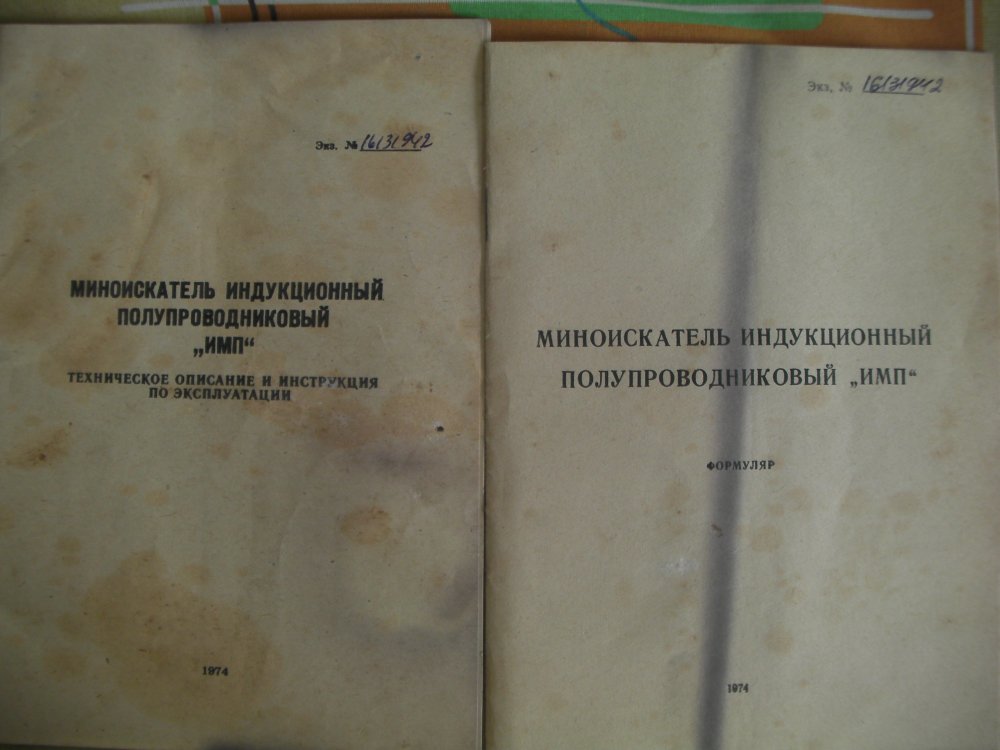 Экз. № 16131942
МИНОИСКАТЕЛЬ ИНДУКЦИОННЫЙ
ПОЛУПРОВОДНИКОВЫЙ
„ИМП“
ТЕХНИЧЕСКОЕ ОПИСАНИЕ И ИНСТРУКЦИЯ
ПО ЭКСПЛУАТАЦИИ
1974
Экз. № 16131942
МИНОИСКАТЕЛЬ ИНДУКЦИОННЫЙ
ПОЛУПРОВОДНИКОВЫЙ „ИМП“
ФОРМУЛЯР
1974